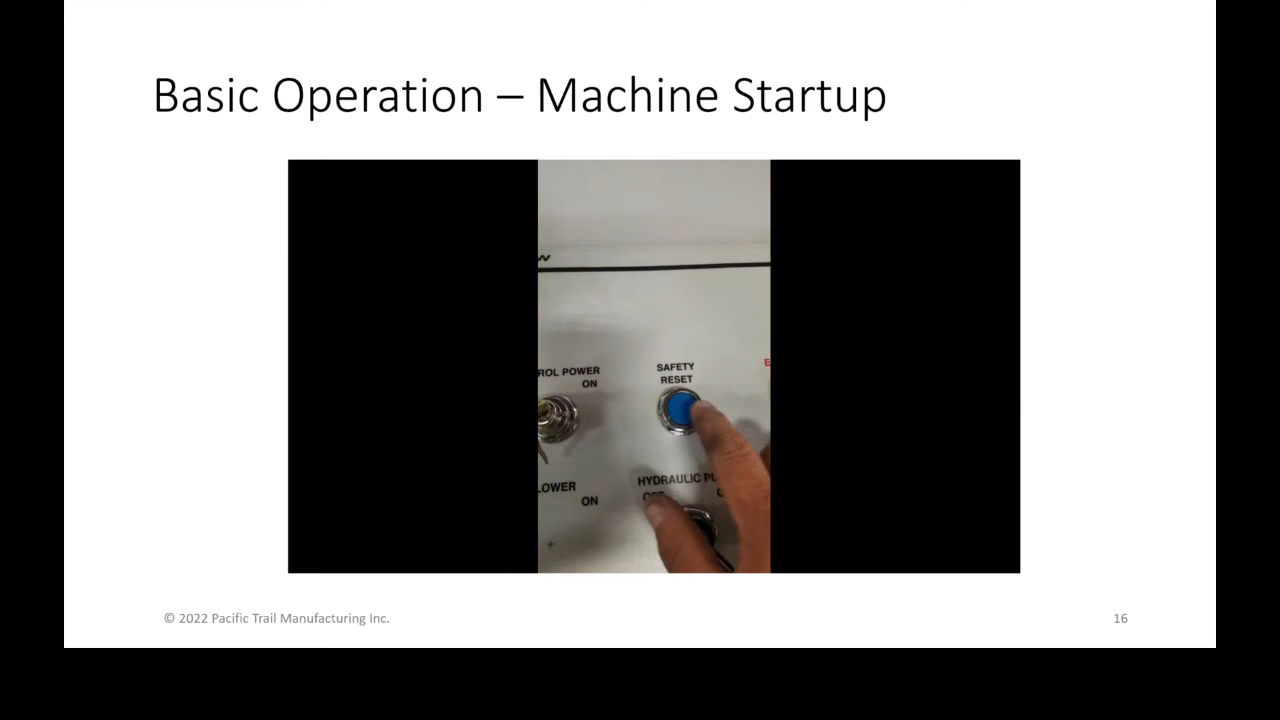 Basic Operation – Machine Startup
W
ROL POWER
ON
SAFETY
RESET
E
LOWER
ON
HYDRAULIC PU
OFF
© 2022 Pacific Trail Manufacturing Inc.
16